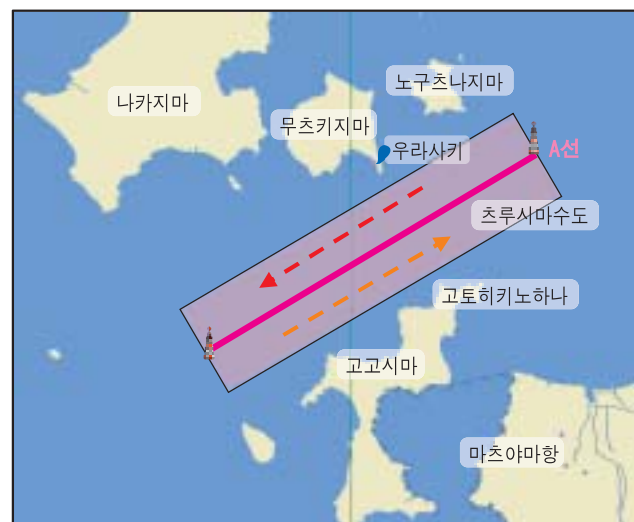 노구츠나지마
나카지마
무츠키지마
우라사키
A선
츠루시마수도
고토히키노하나
고고시마
마츠야마항